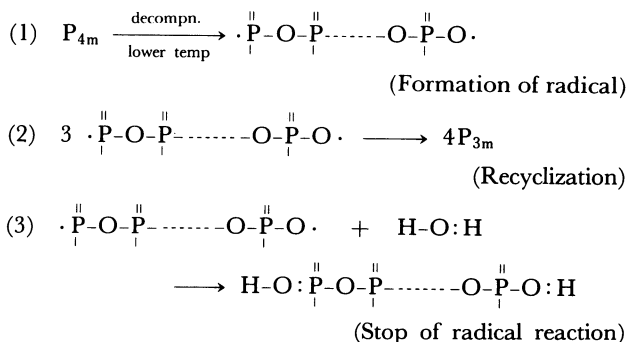 (1) P₄ₘ decompn. lower temp ·P-O-P------O-P-O·
(Formation of radical)
(2) 3 ·P-O-P-------O-P-O· ⟶ 4P₃ₘ
(Recyclization)
(3) ·P-O-P-------O-P-O· + H-O:H
⟶ H-O:P-O-P-------O-P-O:H
(Stop of radical reaction)